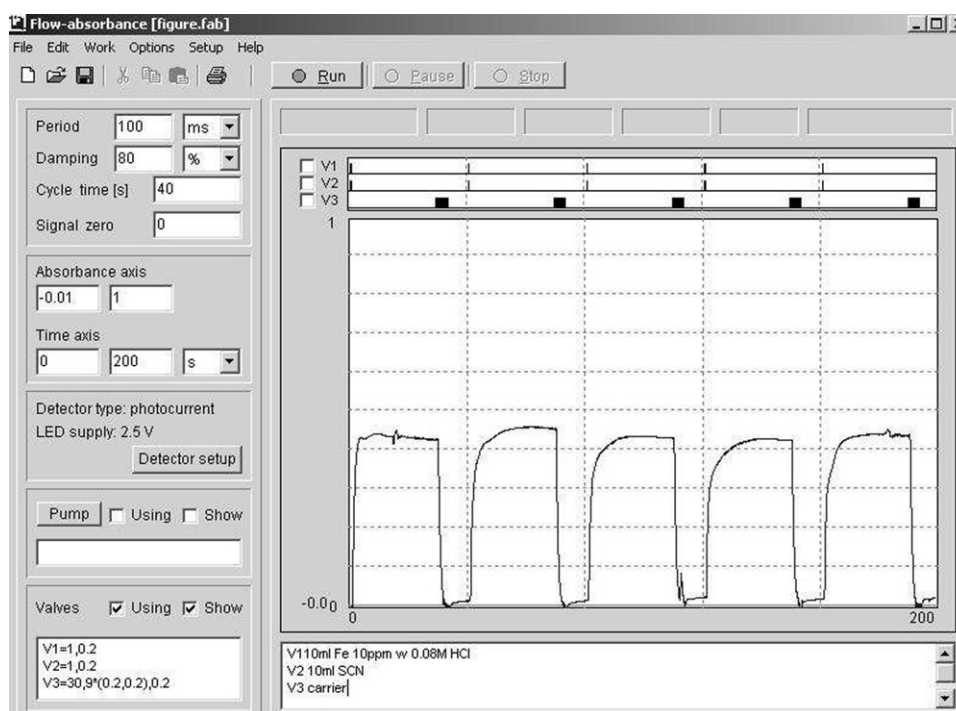 Flow-absorbance [figure.fab]
File Edit Work Options Setup Help
Run Pause Stop
Period 100 ms
Damping 80 %
Cycle time [s] 40
Signal zero 0
Absorbance axis
-0.01 1
Time axis
0 200 s
Detector type: photocurrent
LED supply: 2.5 V
Detector setup
Pump Using Show
Valves Using Show
V1=1,0.2
V2=1,0.2
V3=30,9*(0.2,0.2),0.2
V1
V2
V3
1
-0.0
0 200
V110ml Fe 10ppm w 0.08M HCl
V2 10ml SCN
V3 carrier